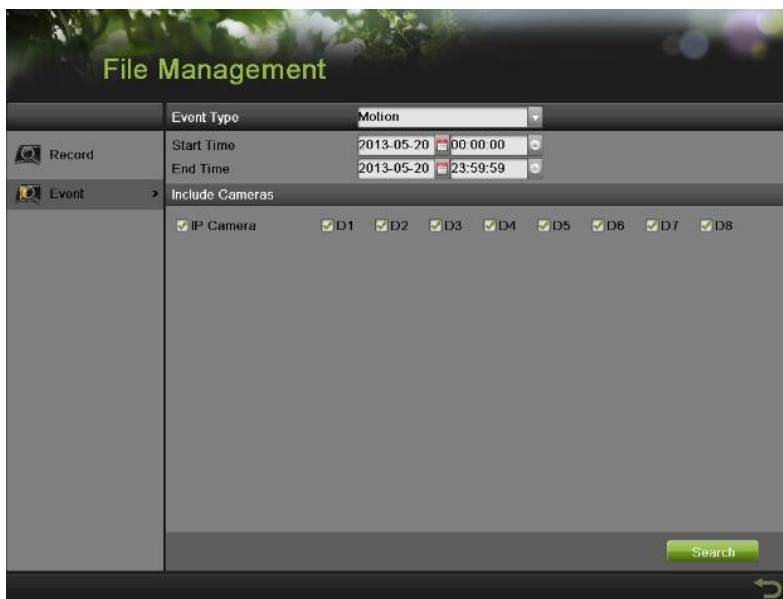 File Management
Event Type Motion
Record
Start Time 2013-05-20 00:00:00
End Time 2013-05-20 23:59:59
Event
Include Cameras
IP Camera D1 D2 D3 D4 D5 D6 D7 D8
Search